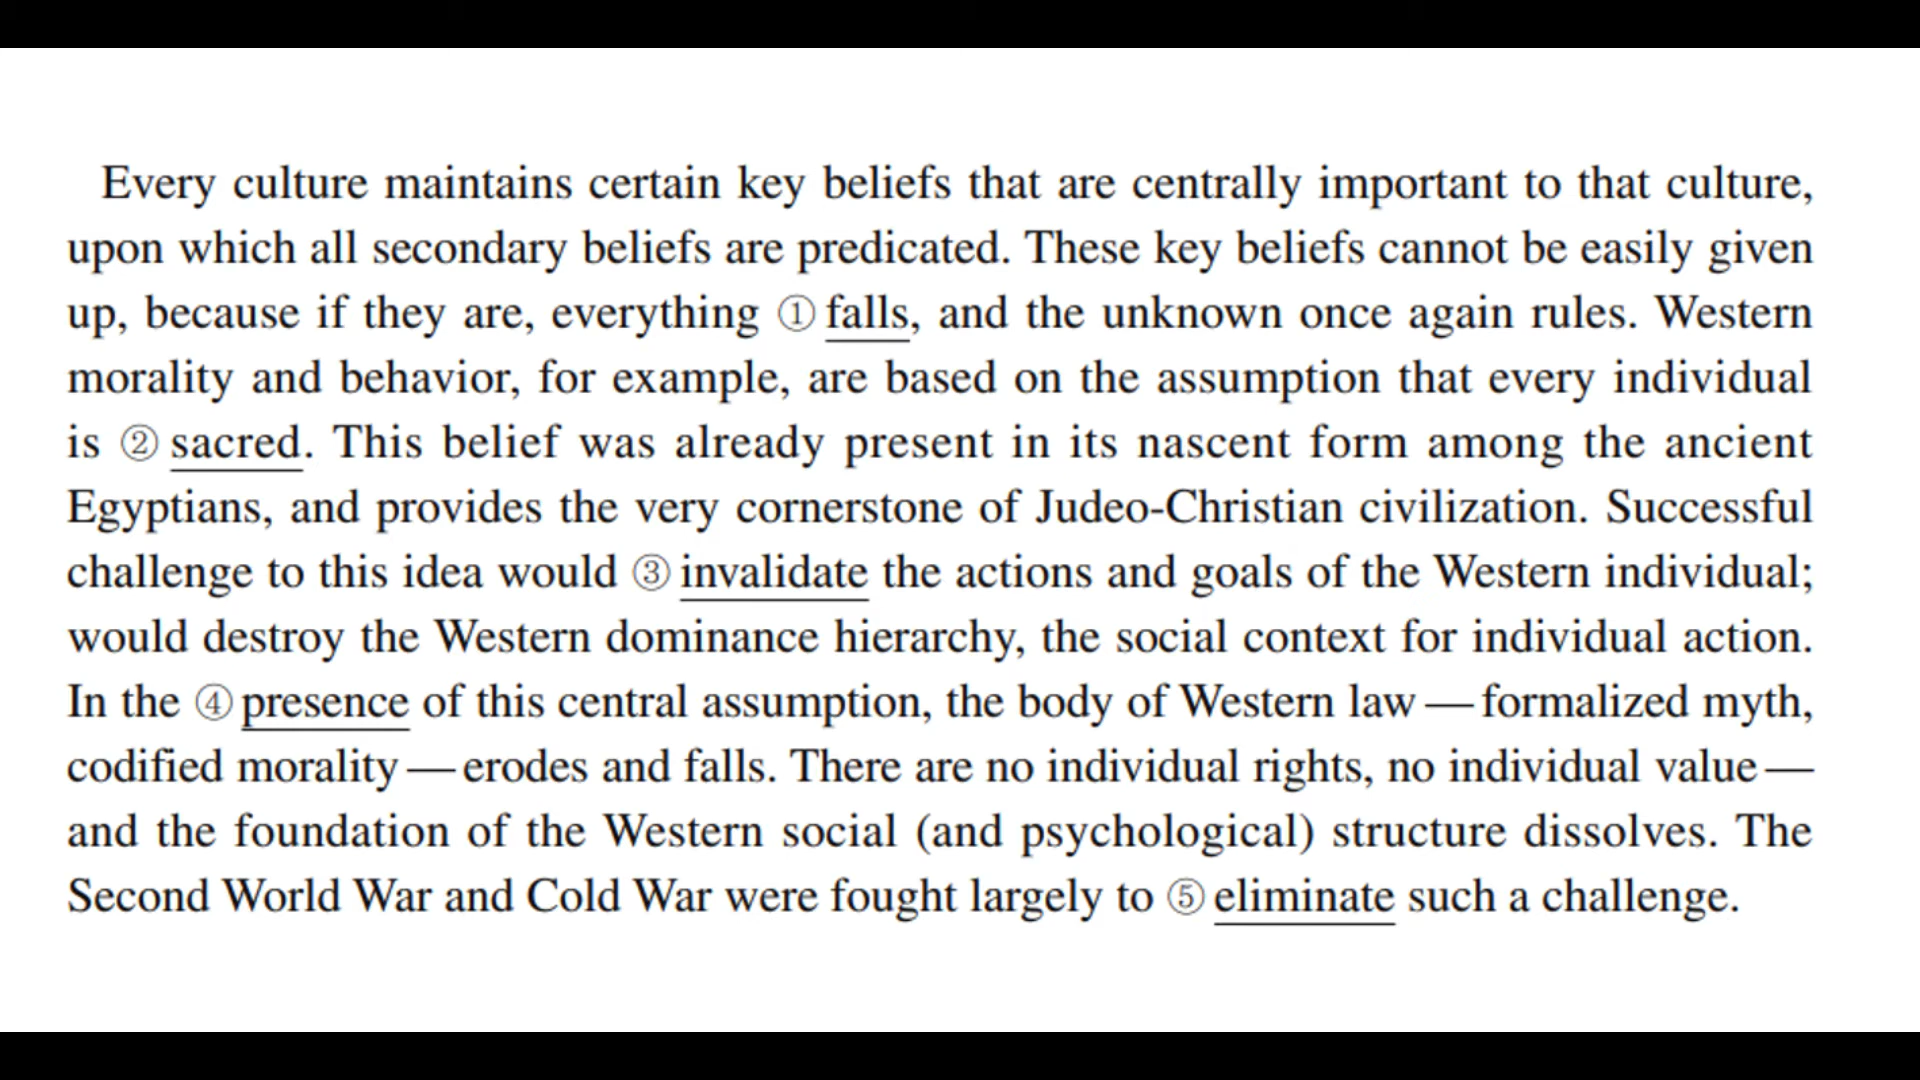 Every culture maintains certain key beliefs that are centrally important to that culture,
upon which all secondary beliefs are predicated. These key beliefs cannot be easily given
up, because if they are, everything ① falls, and the unknown once again rules. Western
morality and behavior, for example, are based on the assumption that every individual
is ② sacred. This belief was already present in its nascent form among the ancient
Egyptians, and provides the very cornerstone of Judeo-Christian civilization. Successful
challenge to this idea would ③ invalidate the actions and goals of the Western individual;
would destroy the Western dominance hierarchy, the social context for individual action.
In the ④ presence of this central assumption, the body of Western law — formalized myth,
codified morality — erodes and falls. There are no individual rights, no individual value —
and the foundation of the Western social (and psychological) structure dissolves. The
Second World War and Cold War were fought largely to ⑤ eliminate such a challenge.